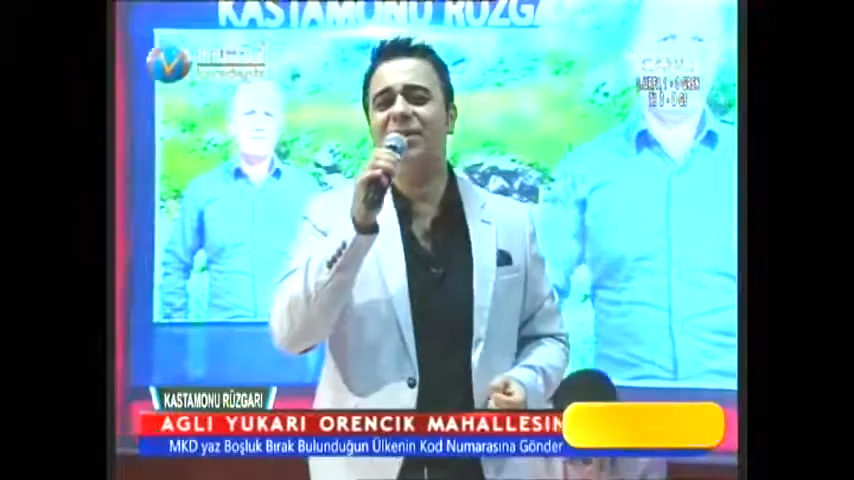 KASTAMONU RÜZGA
KASTAMONU RÜZGARI
AGLI YUKARI ORENCIK MAHALLESIN
MKD yaz Boşluk Bırak Bulunduğun Ülkenin Kod Numarasına Gönder